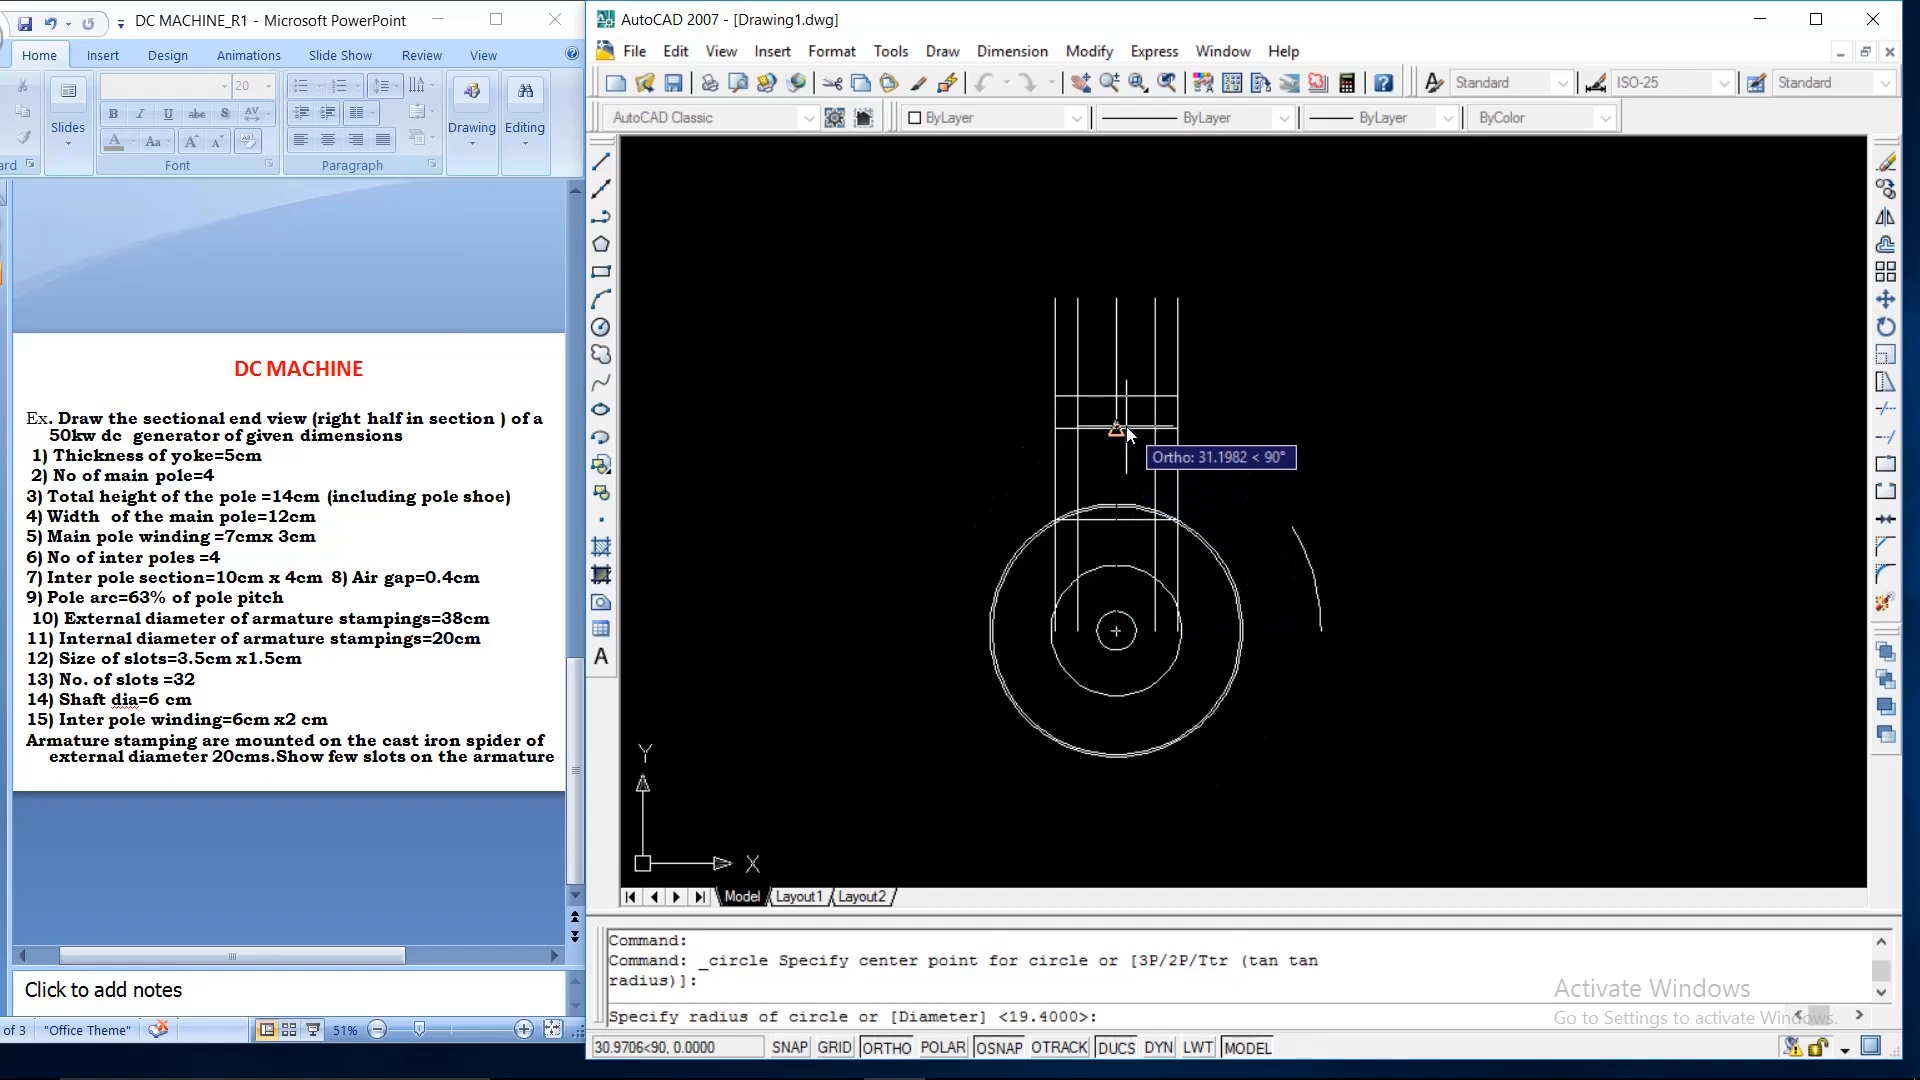 DC MACHINE_R1 - Microsoft PowerPoint
Home Insert Design Animations Slide Show Review View
20
Slides
Drawing
Editing
B I U abc S AV
A Aa A A
ard
Font
Paragraph
DC MACHINE
Ex. Draw the sectional end view (right half in section ) of a
50kw dc generator of given dimensions
1) Thickness of yoke=5cm
2) No of main pole=4
3) Total height of the pole =14cm (including pole shoe)
4) Width of the main pole=12cm
5) Main pole winding =7cmx 3cm
6) No of inter poles =4
7) Inter pole section=10cm x 4cm 8) Air gap=0.4cm
9) Pole arc=63% of pole pitch
10) External diameter of armature stampings=38cm
11) Internal diameter of armature stampings=20cm
12) Size of slots=3.5cm x1.5cm
13) No. of slots =32
14) Shaft dia=6 cm
15) Inter pole winding=6cm x2 cm
Armature stamping are mounted on the cast iron spider of
external diameter 20cms.Show few slots on the armature
Click to add notes
of 3 "Office Theme" 51%
AutoCAD 2007 - [Drawing1.dwg]
File Edit View Insert Format Tools Draw Dimension Modify Express Window Help
Standard ISO-25 Standard
AutoCAD Classic ByLayer ByLayer ByLayer ByColor
A
Ortho: 31.1982 < 90°
Y
X
Model Layout1 Layout2
Command:
Command: _circle Specify center point for circle or [3P/2P/Ttr (tan tan
radius)]:
Specify radius of circle or [Diameter] <19.4000>:
Activate Windows
Go to Settings to activate Windows.
30.9706<90, 0.0000 SNAP GRID ORTHO POLAR OSNAP OTRACK DUCS DYN LWT MODEL